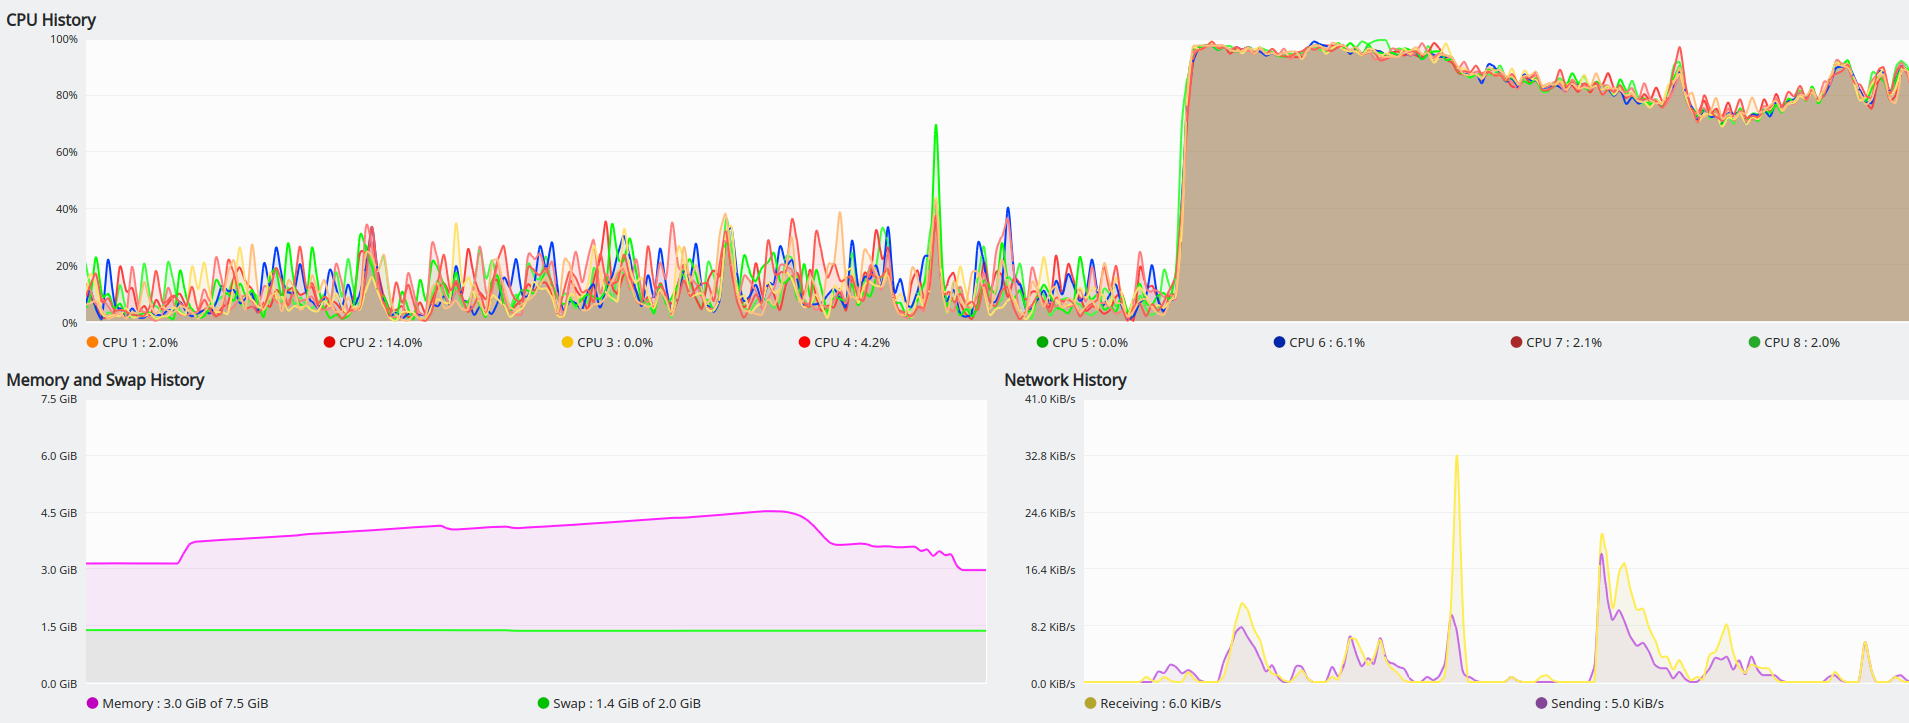 CPU History
100%
80%
60%
40%
20%
0%
CPU 1 : 2.0% CPU 2 : 14.0% CPU 3 : 0.0% CPU 4 : 4.2% CPU 5 : 0.0% CPU 6 : 6.1% CPU 7 : 2.1% CPU 8 : 2.0%
Memory and Swap History
7.5 GiB
6.0 GiB
4.5 GiB
3.0 GiB
1.5 GiB
0.0 GiB
Memory : 3.0 GiB of 7.5 GiB Swap : 1.4 GiB of 2.0 GiB
Network History
41.0 KiB/s
32.8 KiB/s
24.6 KiB/s
16.4 KiB/s
8.2 KiB/s
0.0 KiB/s
Receiving : 6.0 KiB/s Sending : 5.0 KiB/s